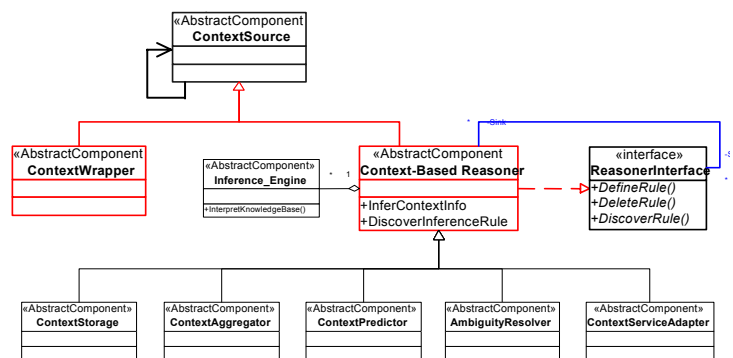 «AbstractComponent
ContextSource
* -Sink
«AbstractComponent
ContextWrapper
«AbstractComponent»
Inference_Engine
+InterpretKnowledgeBase()
* 1
«AbstractComponent
Context-Based Reasoner
+InferContextInfo
+DiscoverInferenceRule
«interface»
ReasonerInterface
+DefineRule()
+DeleteRule()
+DiscoverRule()
-S
*
«AbstractComponent»
ContextStorage
«AbstractComponent»
ContextAggregator
«AbstractComponent»
ContextPredictor
«AbstractComponent»
AmbiguityResolver
«AbstractComponent»
ContextServiceAdapter